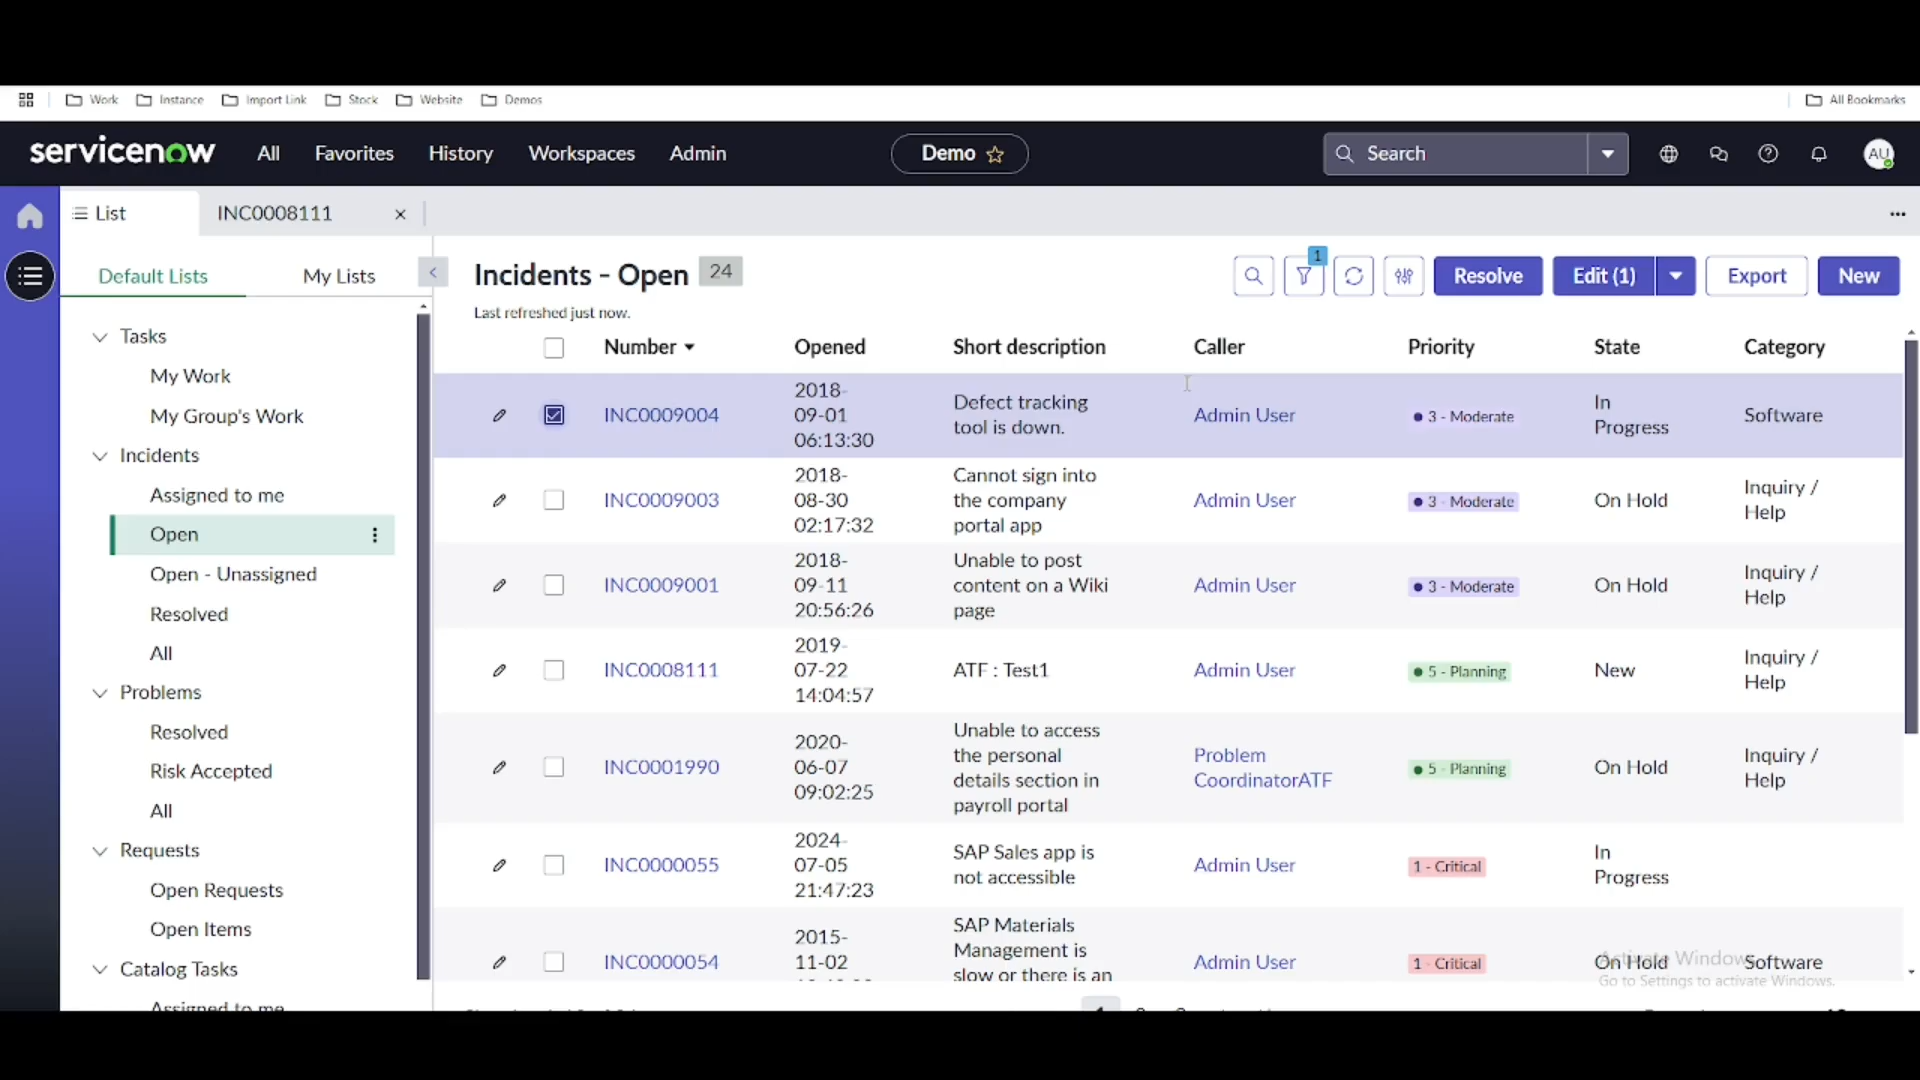 Work Instance Import Link Stock Website Demos All Bookmarks
servicenow All Favorites History Workspaces Admin Demo Search AU
List INC0008111
Default Lists My Lists
Tasks
My Work
My Group's Work
Incidents
Assigned to me
Open
Open - Unassigned
Resolved
All
Problems
Resolved
Risk Accepted
All
Requests
Open Requests
Open Items
Catalog Tasks
Assigned to me
Incidents - Open 24
1
Resolve Edit (1) Export New
Last refreshed just now.
Number Opened Short description Caller Priority State Category
INC0009004
2018-
09-01
06:13:30
Defect tracking
tool is down.
Admin User
3 - Moderate
In
Progress
Software
INC0009003
2018-
08-30
02:17:32
Cannot sign into
the company
portal app
Admin User
3 - Moderate
On Hold
Inquiry /
Help
INC0009001
2018-
09-11
20:56:26
Unable to post
content on a Wiki
page
Admin User
3 - Moderate
On Hold
Inquiry /
Help
INC0008111
2019-
07-22
14:04:57
ATF : Test1
Admin User
5 - Planning
New
Inquiry /
Help
INC0001990
2020-
06-07
09:02:25
Unable to access
the personal
details section in
payroll portal
Problem
CoordinatorATF
5 - Planning
On Hold
Inquiry /
Help
INC0000055
2024-
07-05
21:47:23
SAP Sales app is
not accessible
Admin User
1 - Critical
In
Progress
INC0000054
2015-
11-02
SAP Materials
Management is
slow or there is an
Admin User
1 - Critical
On Hold
Software
Activate Windows
Go to Settings to activate Windows.